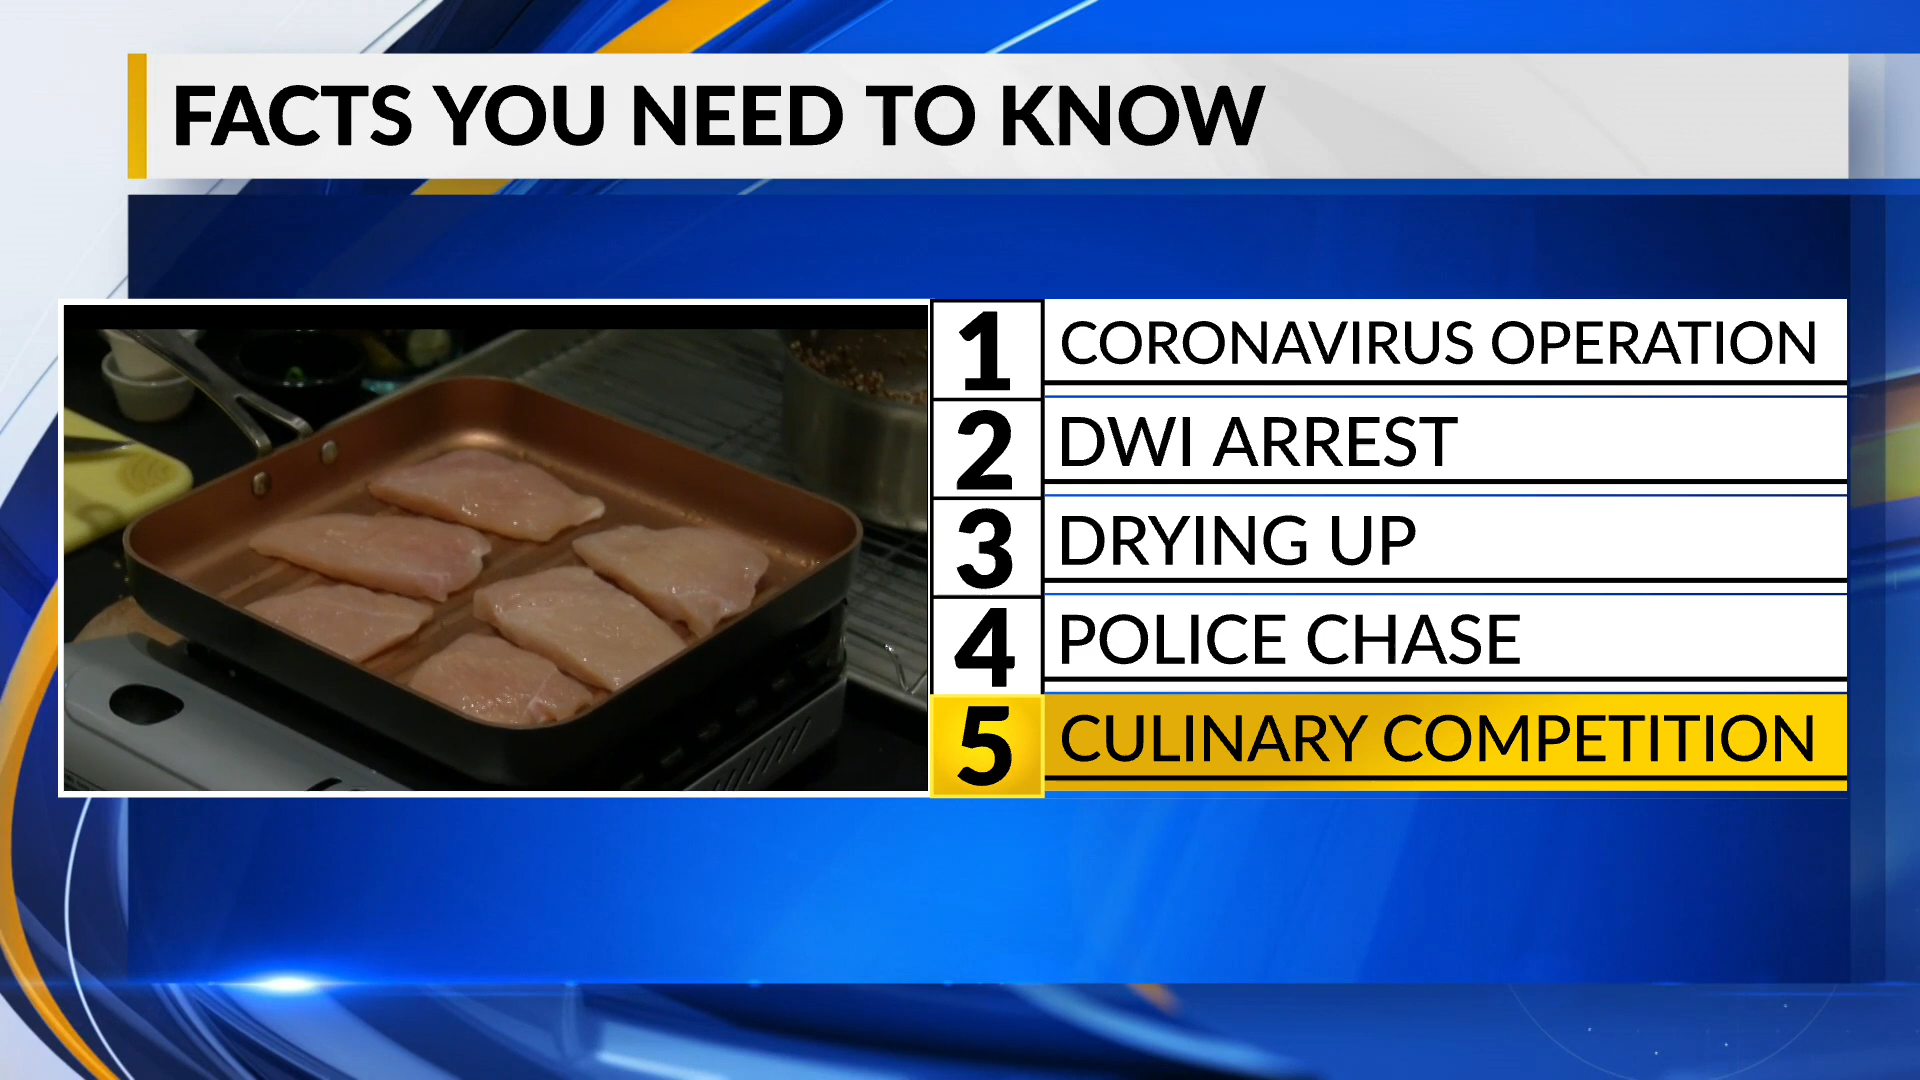 FACTS YOU NEED TO KNOW
1 CORONAVIRUS OPERATION
2 DWI ARREST
3 DRYING UP
4 POLICE CHASE
5 CULINARY COMPETITION